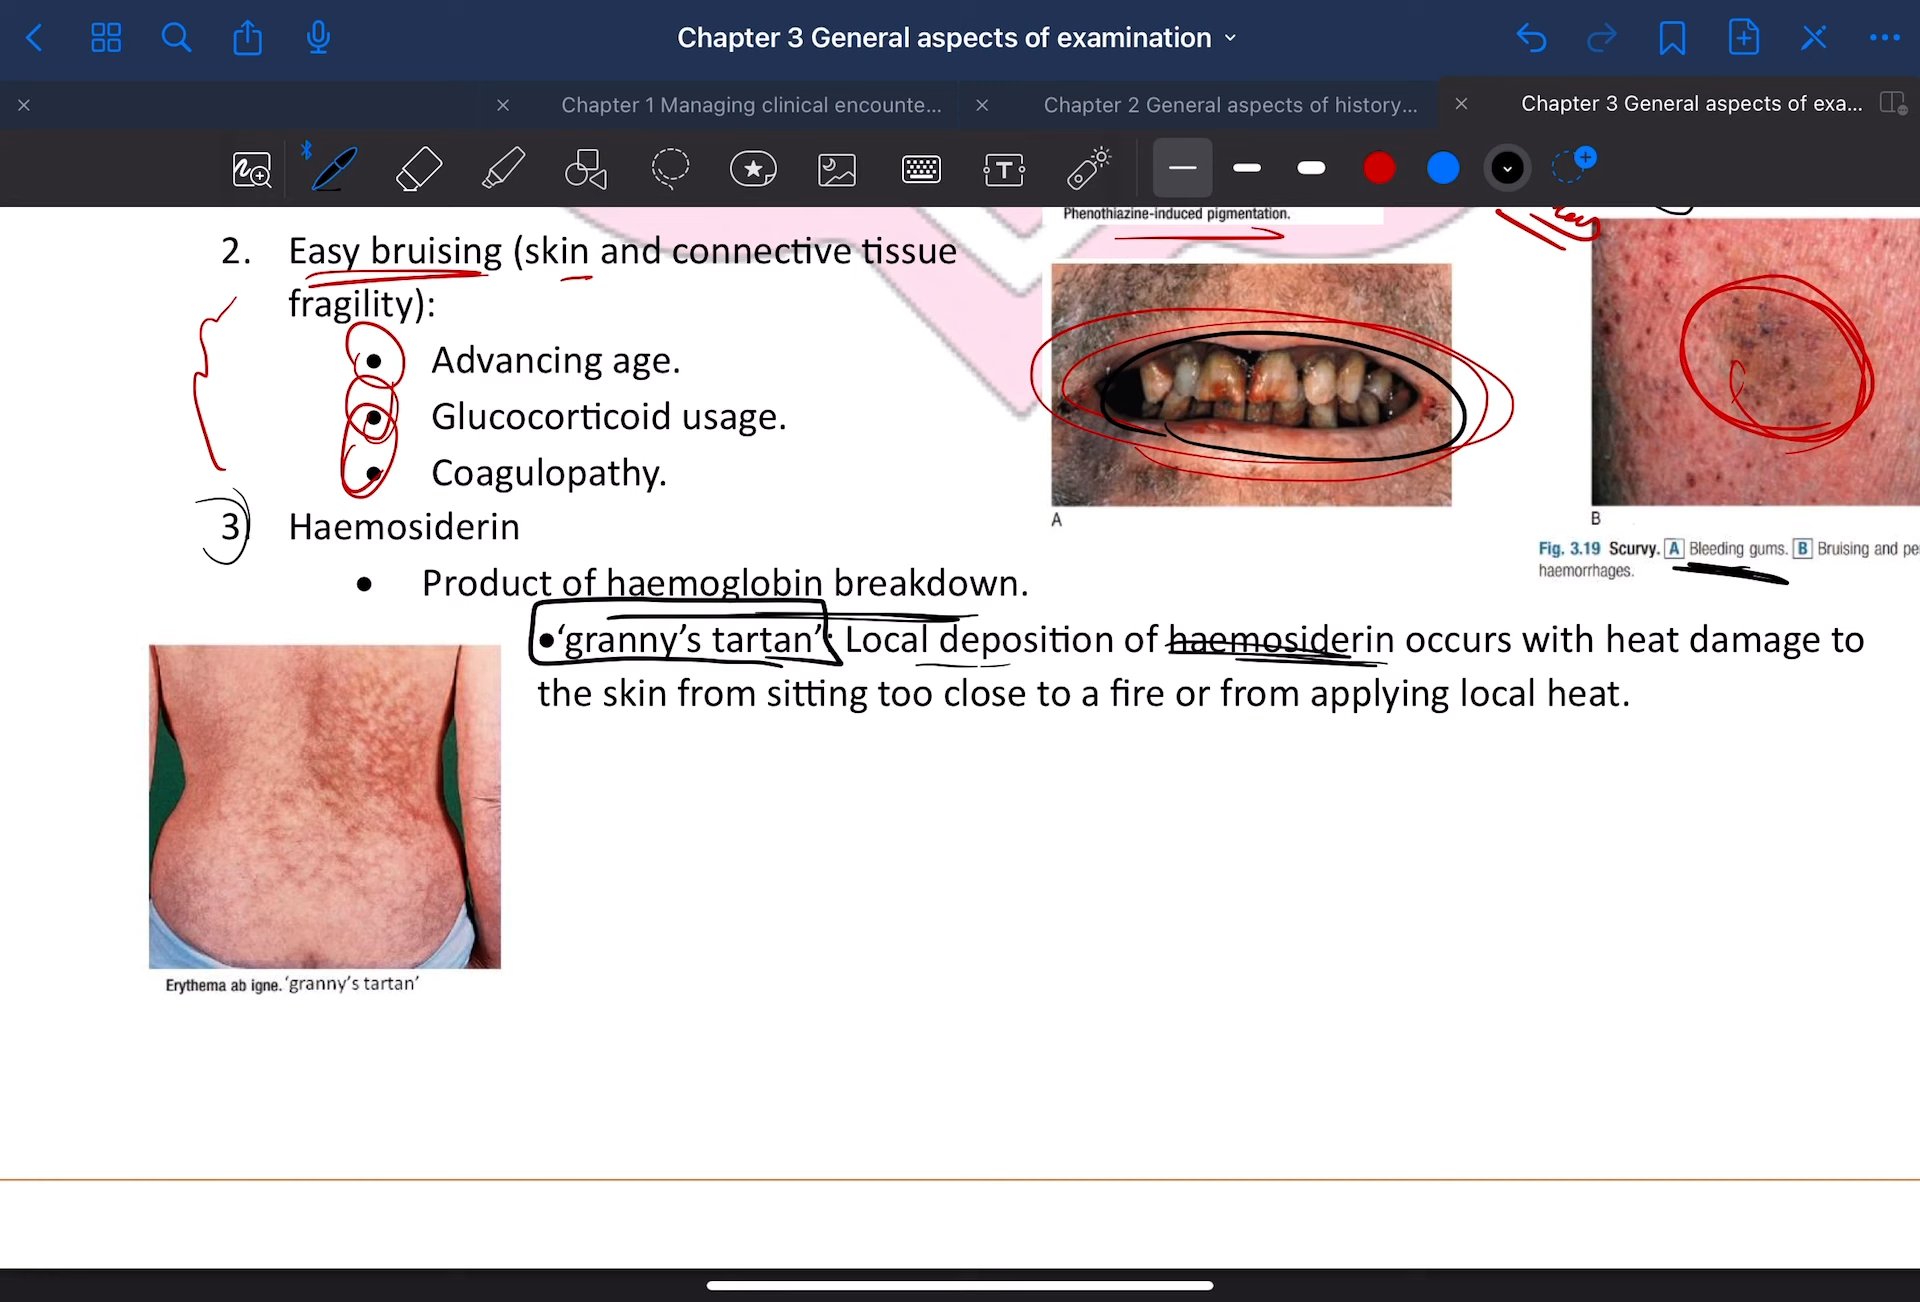 Chapter 3 General aspects of examination
Chapter 1 Managing clinical encounte...
Chapter 2 General aspects of history...
Chapter 3 General aspects of exa...
Phenothiazine-induced pigmentation.
2. Easy bruising (skin and connective tissue
fragility):
• Advancing age.
• Glucocorticoid usage.
• Coagulopathy.
A
B
Fig. 3.19 Scurvy. A Bleeding gums. B Bruising and pe
haemorrhages.
3 Haemosiderin
• Product of haemoglobin breakdown.
•‘granny’s tartan’: Local deposition of haemosiderin occurs with heat damage to
the skin from sitting too close to a fire or from applying local heat.
Erythema ab igne. ‘granny’s tartan’